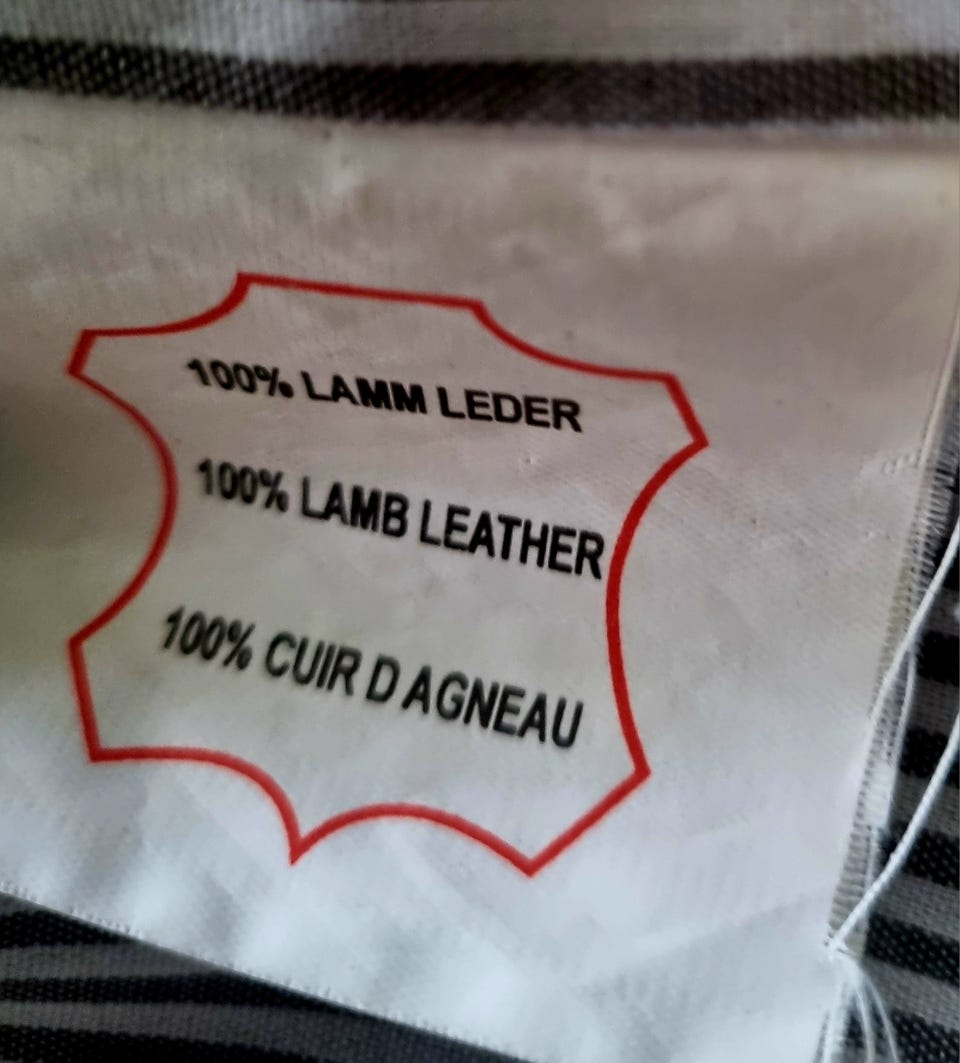 100% LAMM LEDER
100% LAMB LEATHER
100% CUIR D AGNEAU